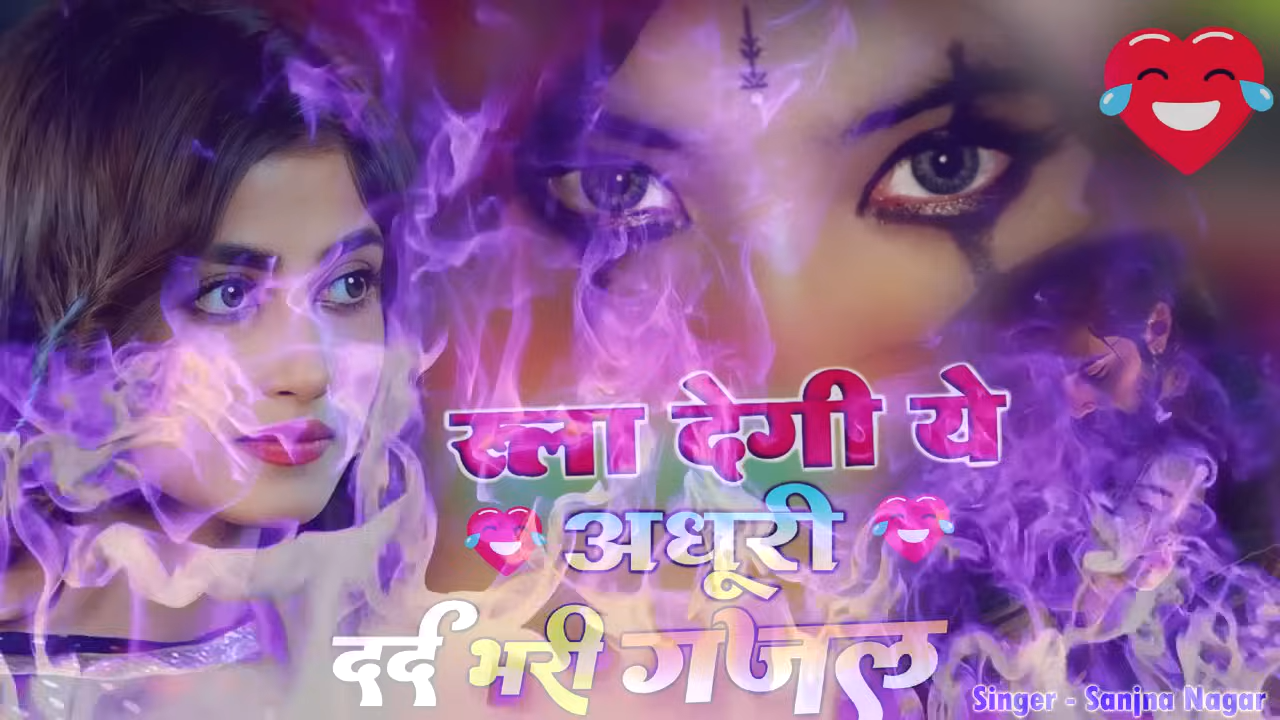 रूला देगी ये
अधूरी
दर्द भरी गजल
Singer - Sanjna Nagar